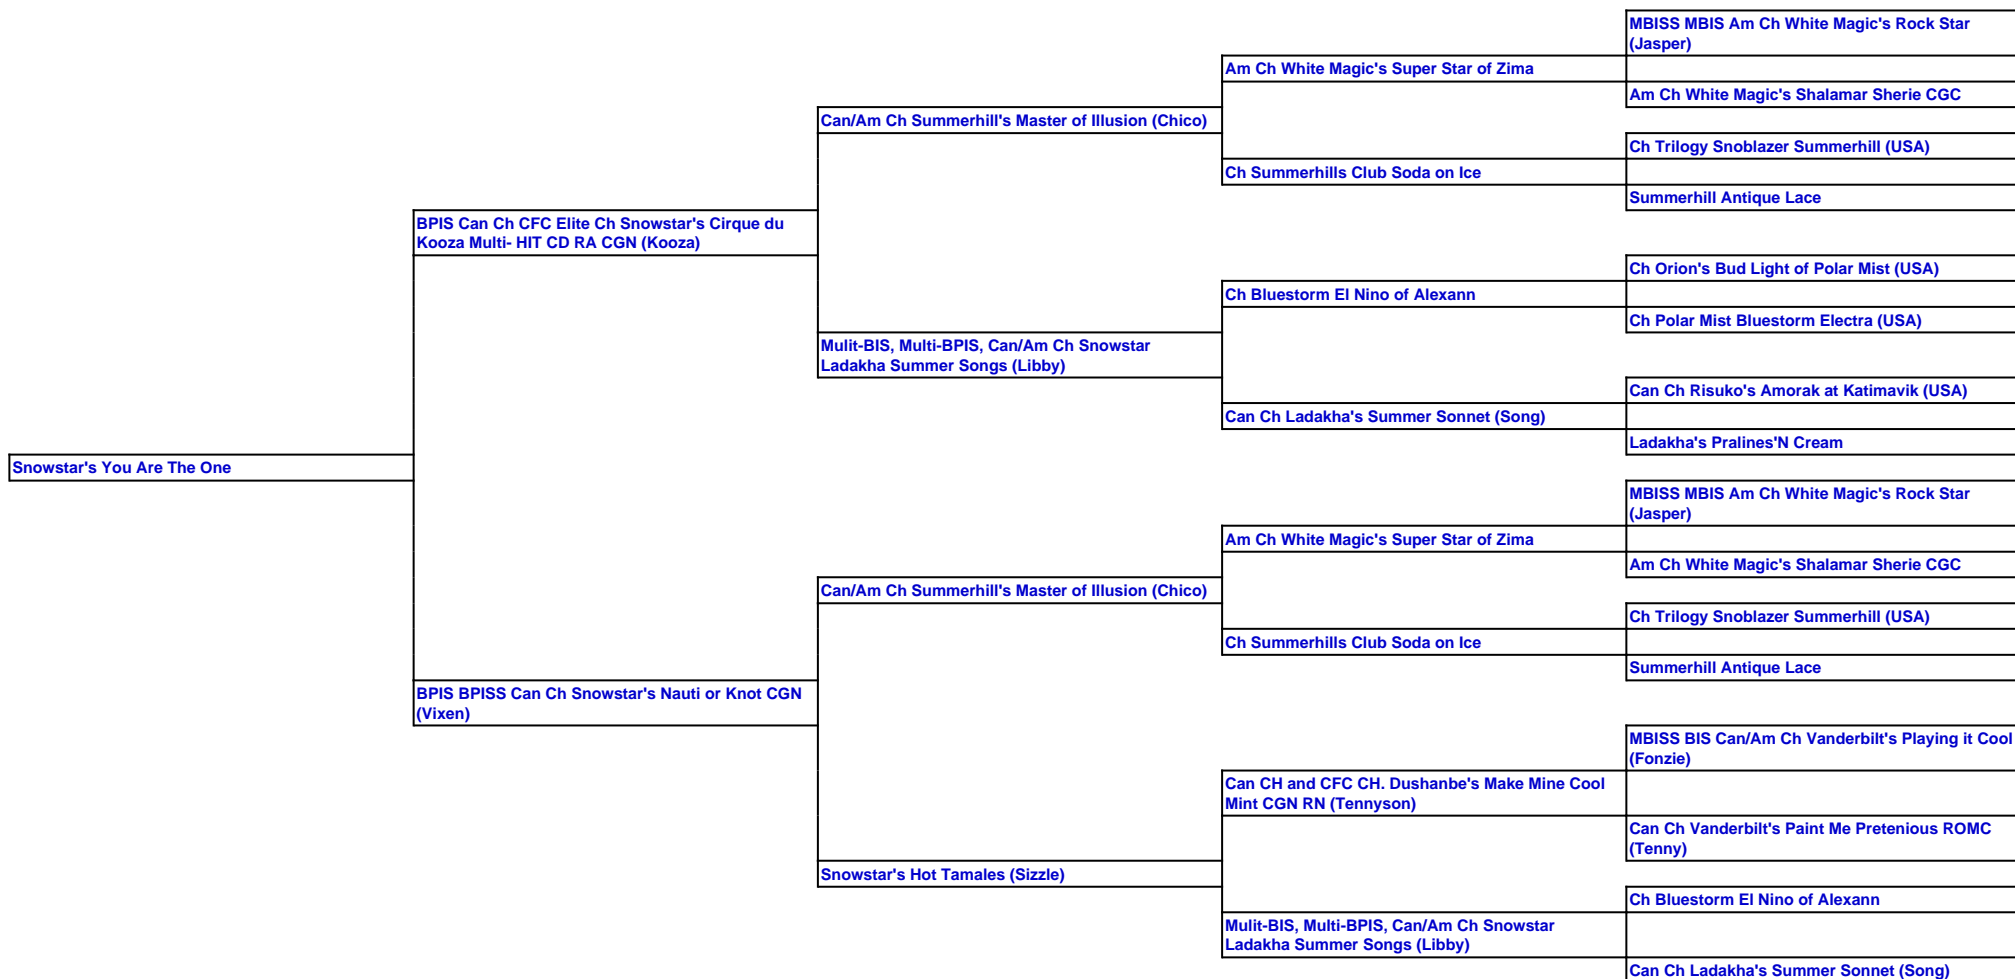 MBISS MBIS Am Ch White Magic's Rock Star
(Jasper)
Am Ch White Magic's Super Star of Zima
Am Ch White Magic's Shalamar Sherie CGC
Can/Am Ch Summerhill's Master of Illusion (Chico)
Ch Trilogy Snoblazer Summerhill (USA)
Ch Summerhills Club Soda on Ice
Summerhill Antique Lace
BPIS Can Ch CFC Elite Ch Snowstar's Cirque du
Kooza Multi- HIT CD RA CGN (Kooza)
Ch Orion's Bud Light of Polar Mist (USA)
Ch Bluestorm El Nino of Alexann
Ch Polar Mist Bluestorm Electra (USA)
Mulit-BIS, Multi-BPIS, Can/Am Ch Snowstar
Ladakha Summer Songs (Libby)
Can Ch Risuko's Amorak at Katimavik (USA)
Can Ch Ladakha's Summer Sonnet (Song)
Ladakha's Pralines'N Cream
Snowstar's You Are The One
MBISS MBIS Am Ch White Magic's Rock Star
(Jasper)
Am Ch White Magic's Super Star of Zima
Am Ch White Magic's Shalamar Sherie CGC
Can/Am Ch Summerhill's Master of Illusion (Chico)
Ch Trilogy Snoblazer Summerhill (USA)
Ch Summerhills Club Soda on Ice
Summerhill Antique Lace
BPIS BPISS Can Ch Snowstar's Nauti or Knot CGN
(Vixen)
MBISS BIS Can/Am Ch Vanderbilt's Playing it Cool
(Fonzie)
Can CH and CFC CH. Dushanbe's Make Mine Cool
Mint CGN RN (Tennyson)
Can Ch Vanderbilt's Paint Me Pretenious ROMC
(Tenny)
Snowstar's Hot Tamales (Sizzle)
Ch Bluestorm El Nino of Alexann
Mulit-BIS, Multi-BPIS, Can/Am Ch Snowstar
Ladakha Summer Songs (Libby)
Can Ch Ladakha's Summer Sonnet (Song)